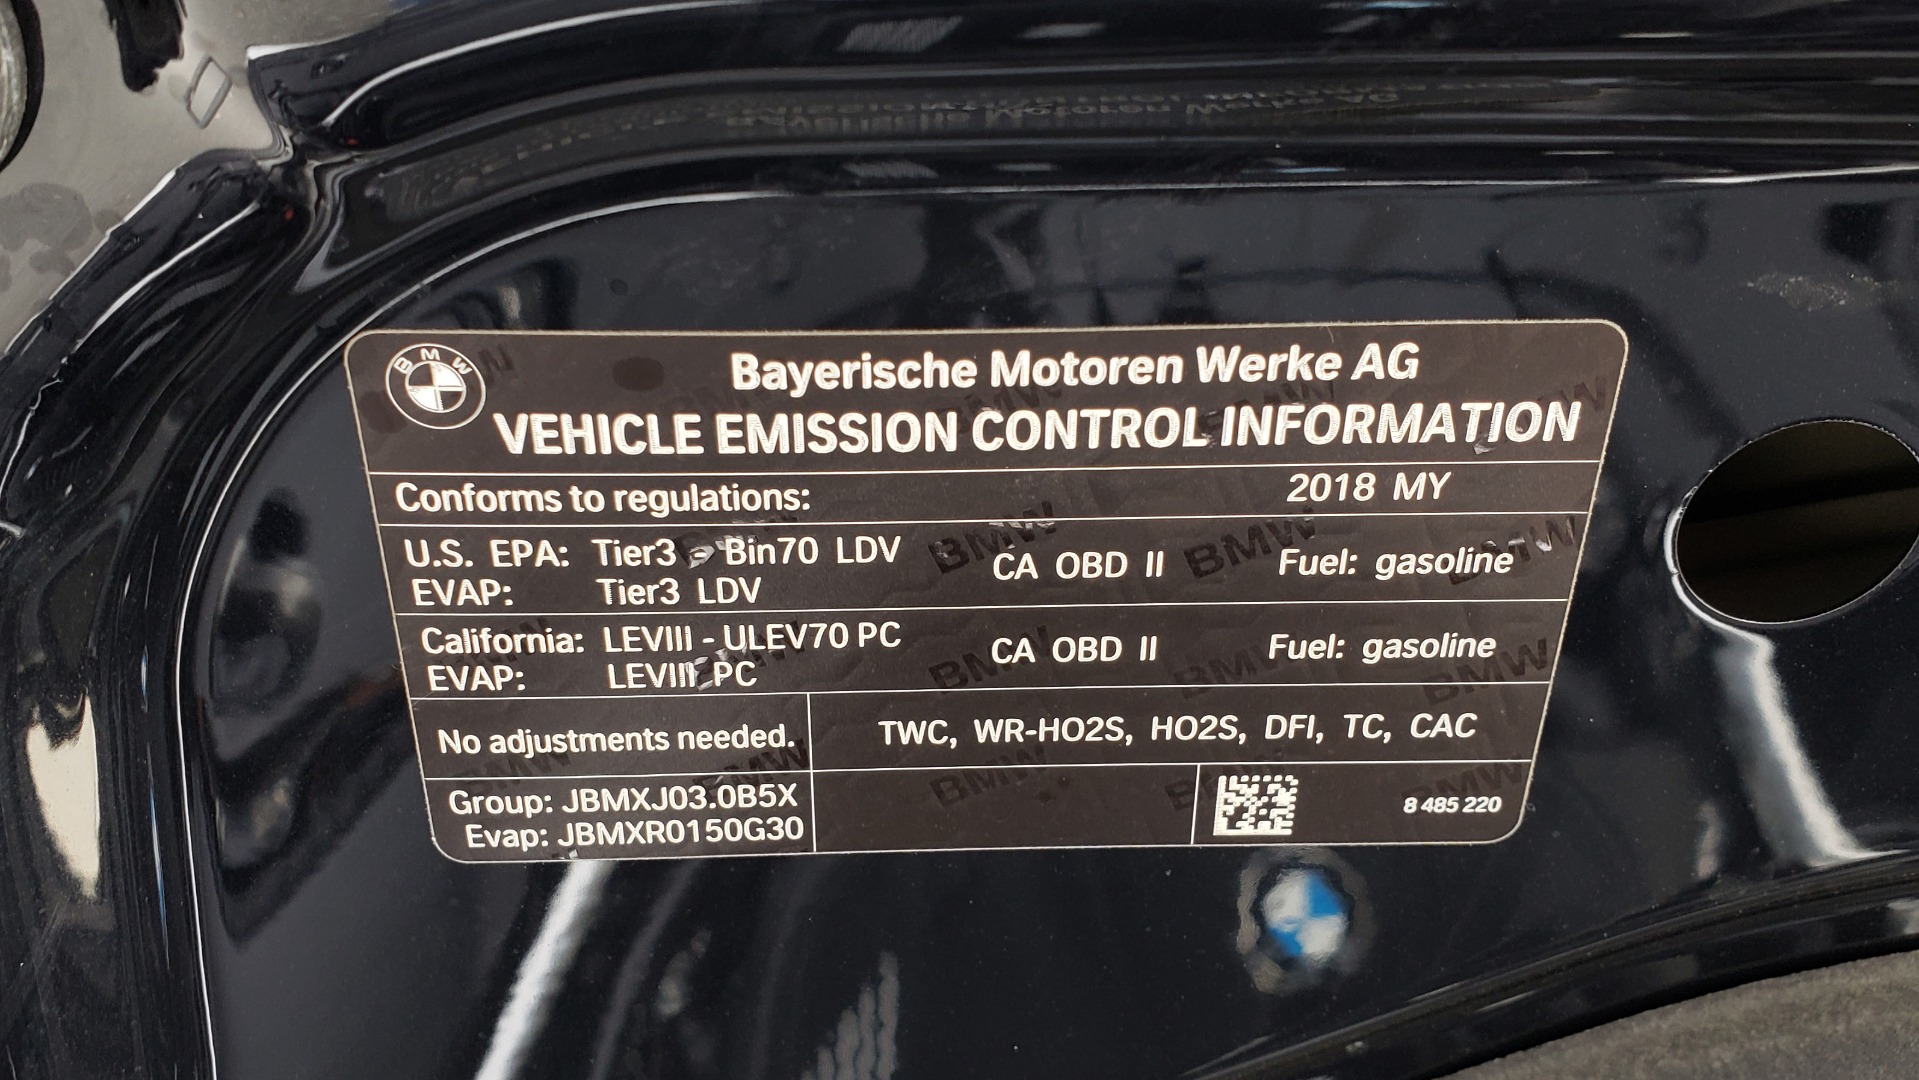 BMW
Bayerische Motoren Werke AG
VEHICLE EMISSION CONTROL INFORMATION
Conforms to regulations: 2018 MY
U.S. EPA: Tier3 - Bin70 LDV CA OBD II Fuel: gasoline
EVAP: Tier3 LDV
California: LEVIII - ULEV70 PC CA OBD II Fuel: gasoline
EVAP: LEVIII PC
No adjustments needed. TWC, WR-HO2S, HO2S, DFI, TC, CAC
Group: JBMXJ03.0B5X
Evap: JBMXR0150G30
8 485 220